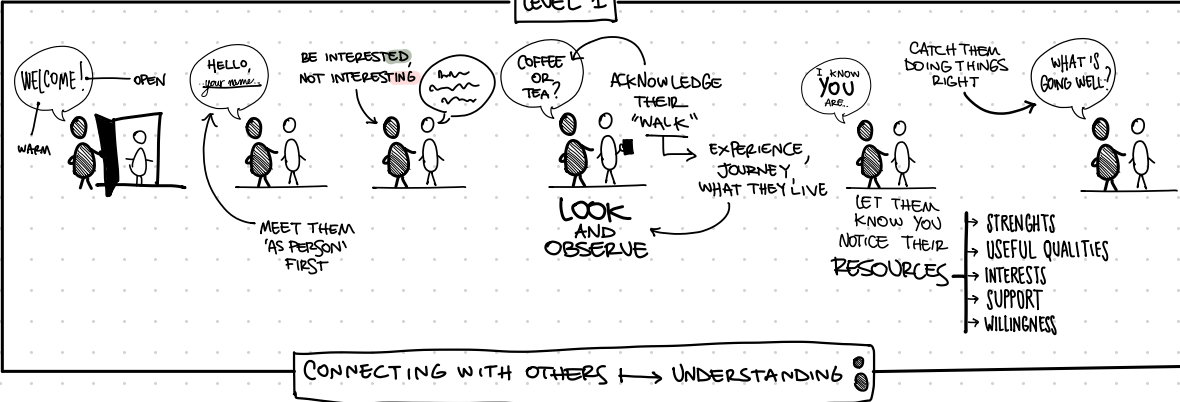 LEVEL 1
WELCOME!
OPEN
WARM
HELLO,
your name...
MEET THEM
'AS PERSON'
FIRST
BE INTERESTED,
NOT INTERESTING
COFFEE
OR
TEA?
ACKNOWLEDGE
THEIR
"WALK"
EXPERIENCE,
JOURNEY,
WHAT THEY LIVE
LOOK
AND
OBSERVE
I KNOW
YOU
ARE..
LET THEM
KNOW YOU
NOTICE THEIR
RESOURCES
STRENGHTS
USEFUL QUALITIES
INTERESTS
SUPPORT
WILLINGNESS
CATCH THEM
DOING THINGS
RIGHT
WHAT IS
GOING WELL?
CONNECTING WITH OTHERS → UNDERSTANDING